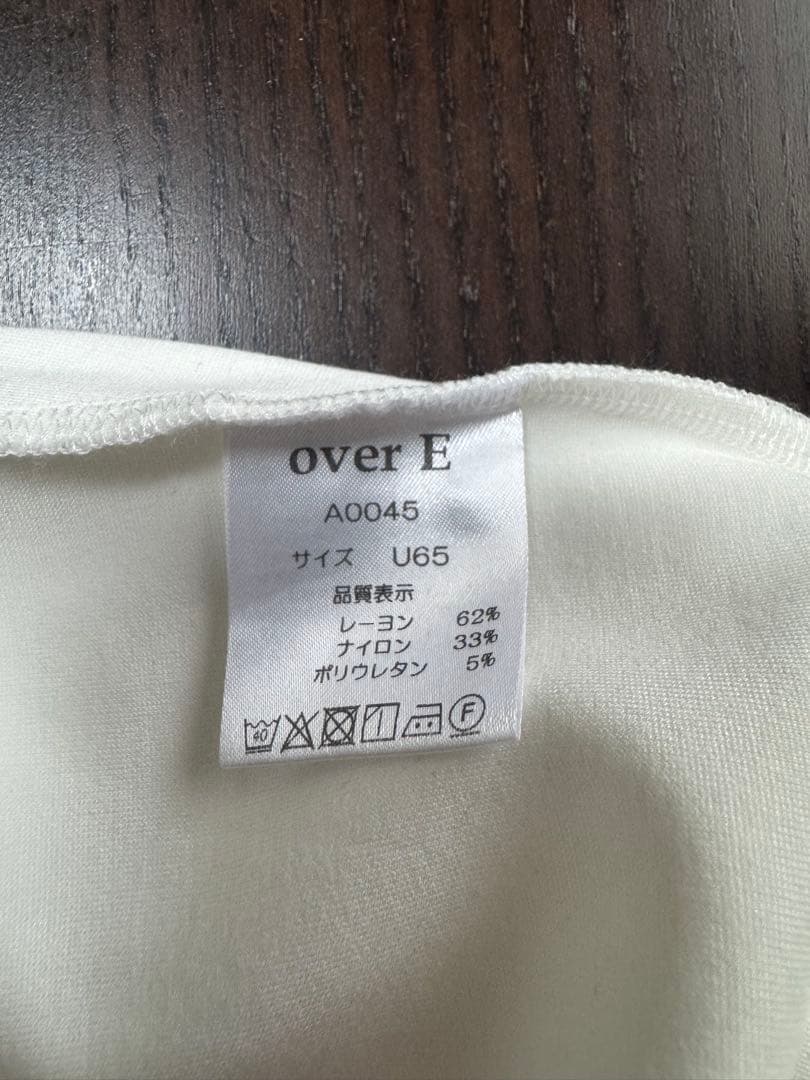 over E
A0045
サイズ U65
品質表示
レーヨン 62%
ナイロン 33%
ポリウレタン 5%
40 F